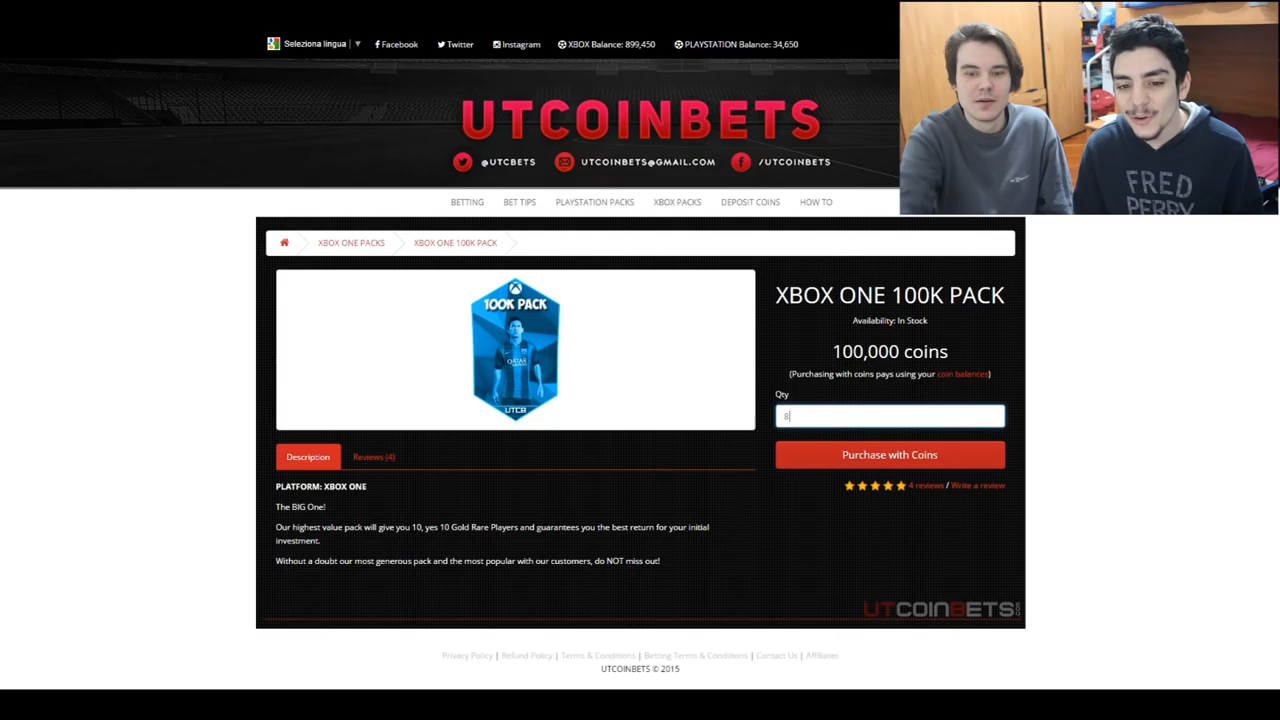 Seleziona lingua Facebook Twitter Instagram XBOX Balance: 899,450 PLAYSTATION Balance: 34,650
UTCOINBETS
@UTCBETS UTCOINBETS@GMAIL.COM /UTCOINBETS
FRED
PERRY
BETTING BET TIPS PLAYSTATION PACKS XBOX PACKS DEPOSIT COINS HOW TO
XBOX ONE PACKS XBOX ONE 100K PACK
100K PACK
QATAR
UTCB
XBOX ONE 100K PACK
Availability: In Stock
100,000 coins
(Purchasing with coins pays using your coin balances)
Qty
8
Purchase with Coins
4 reviews / Write a review
Description Reviews (4)
PLATFORM: XBOX ONE
The BIG One!
Our highest value pack will give you 10, yes 10 Gold Rare Players and guarantees you the best return for your initial
investment.
Without a doubt our most generous pack and the most popular with our customers, do NOT miss out!
UTCOINBETS.com
Privacy Policy | Refund Policy | Terms & Conditions | Betting Terms & Conditions | Contact Us | Affiliates
UTCOINBETS © 2015